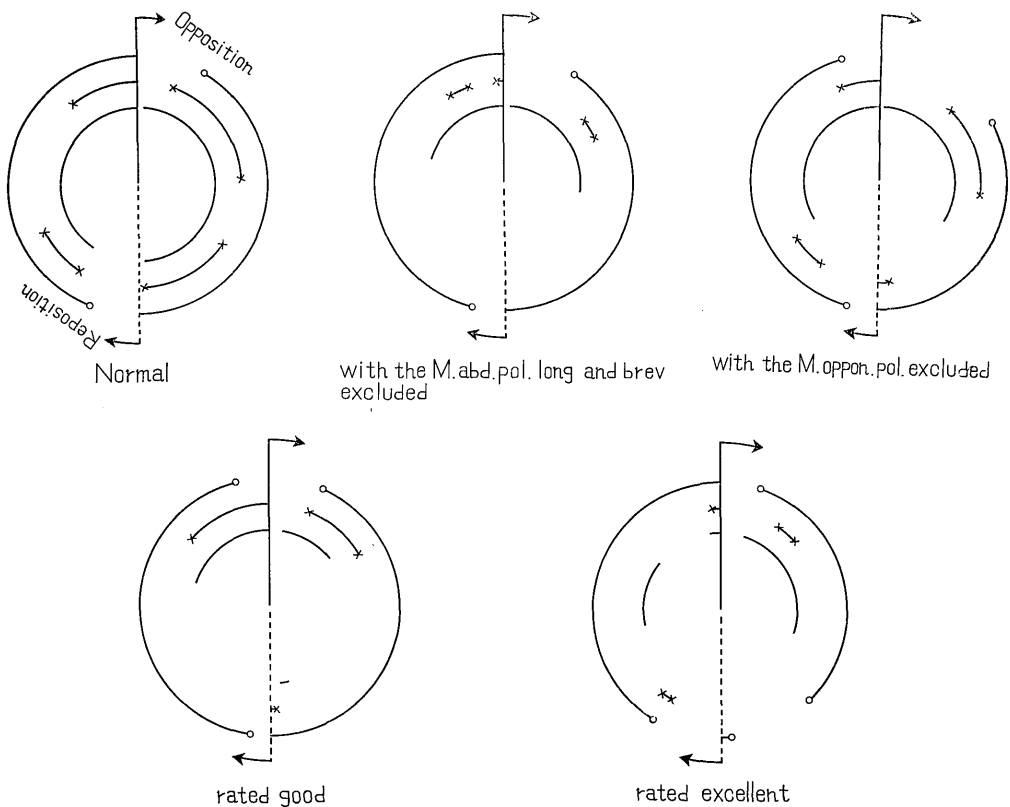 Opposition
Reposition
Normal
with the M.abd.pol. long and brev
excluded
with the M.oppon.pol. excluded
rated good
rated excellent